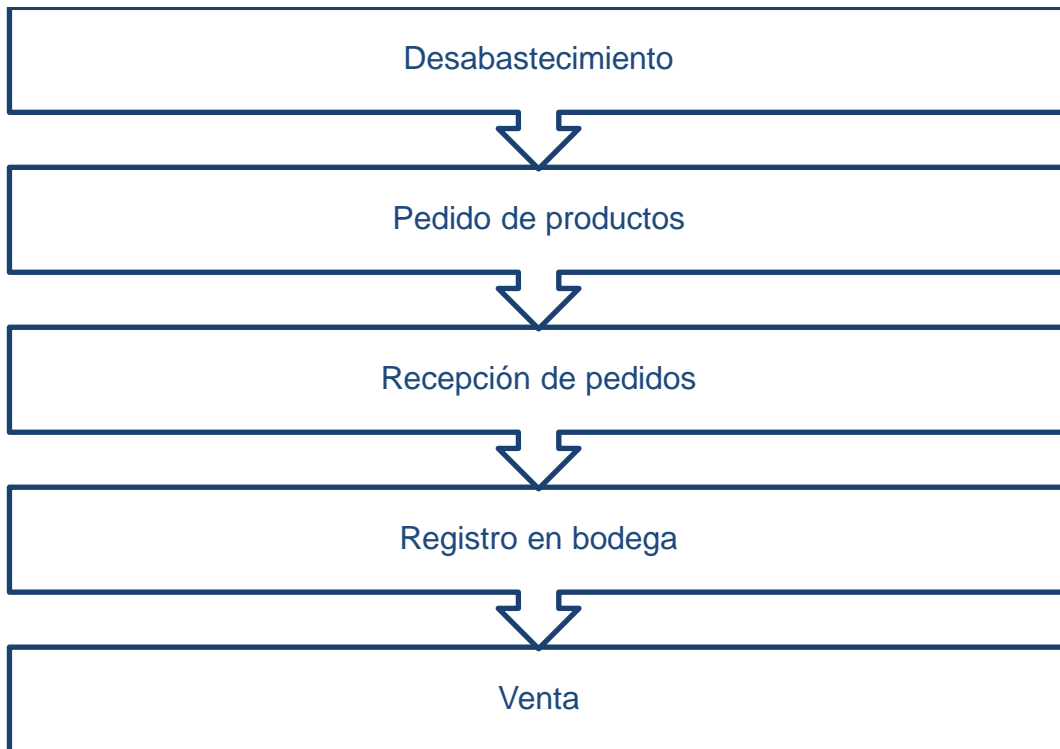 Desabastecimiento
Pedido de productos
Recepción de pedidos
Registro en bodega
Venta